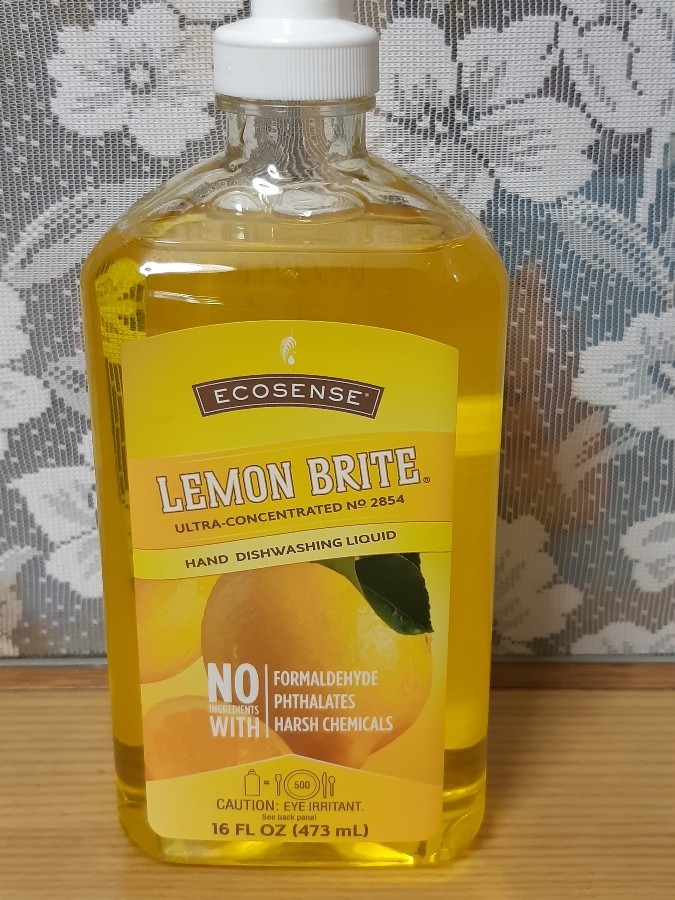 ECOSENSE®
LEMON BRITE®
ULTRA-CONCENTRATED Nº 2854
HAND DISHWASHING LIQUID
NO
INGREDIENTS
WITH
FORMALDEHYDE
PHTHALATES
HARSH CHEMICALS
= 500
CAUTION: EYE IRRITANT.
See back panel.
16 FL OZ (473 mL)